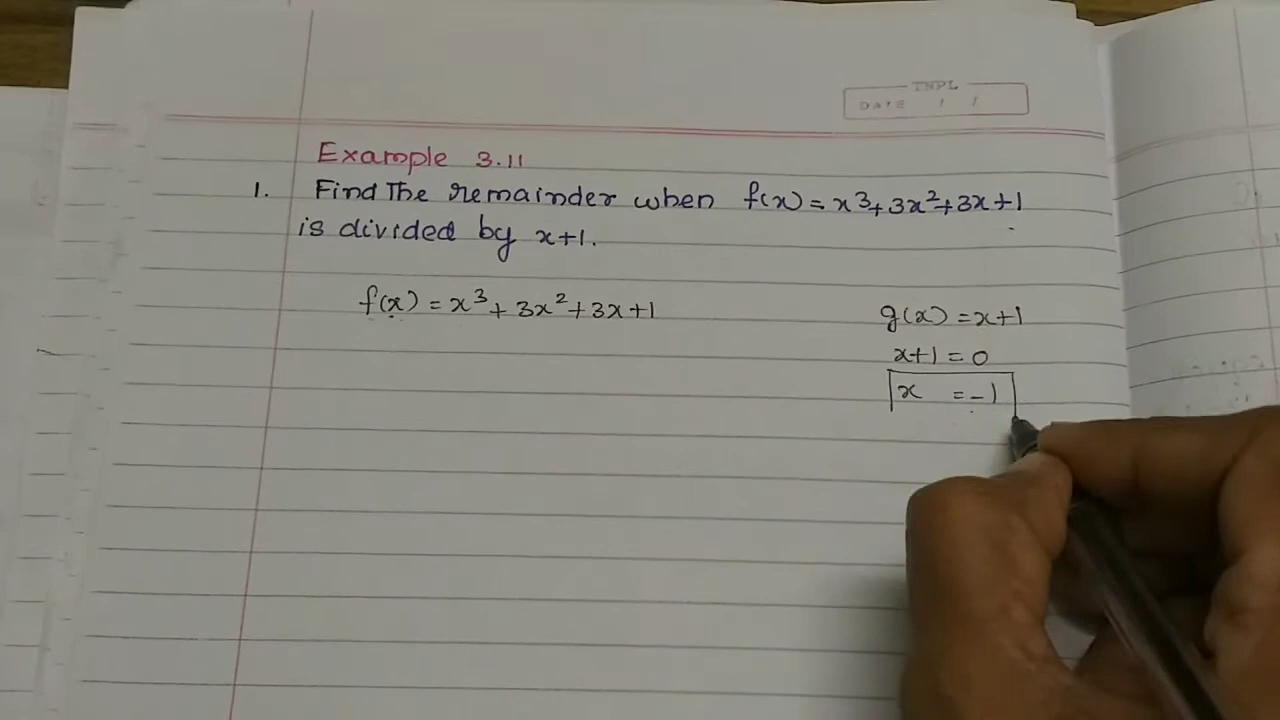 TNPL
DATE / /
Example 3.11
1. Find The remainder when f(x) = x³+3x²+3x+1
is divided by x+1.
f(x) = x³+3x²+3x+1
g(x) = x+1
x+1 = 0
x = -1